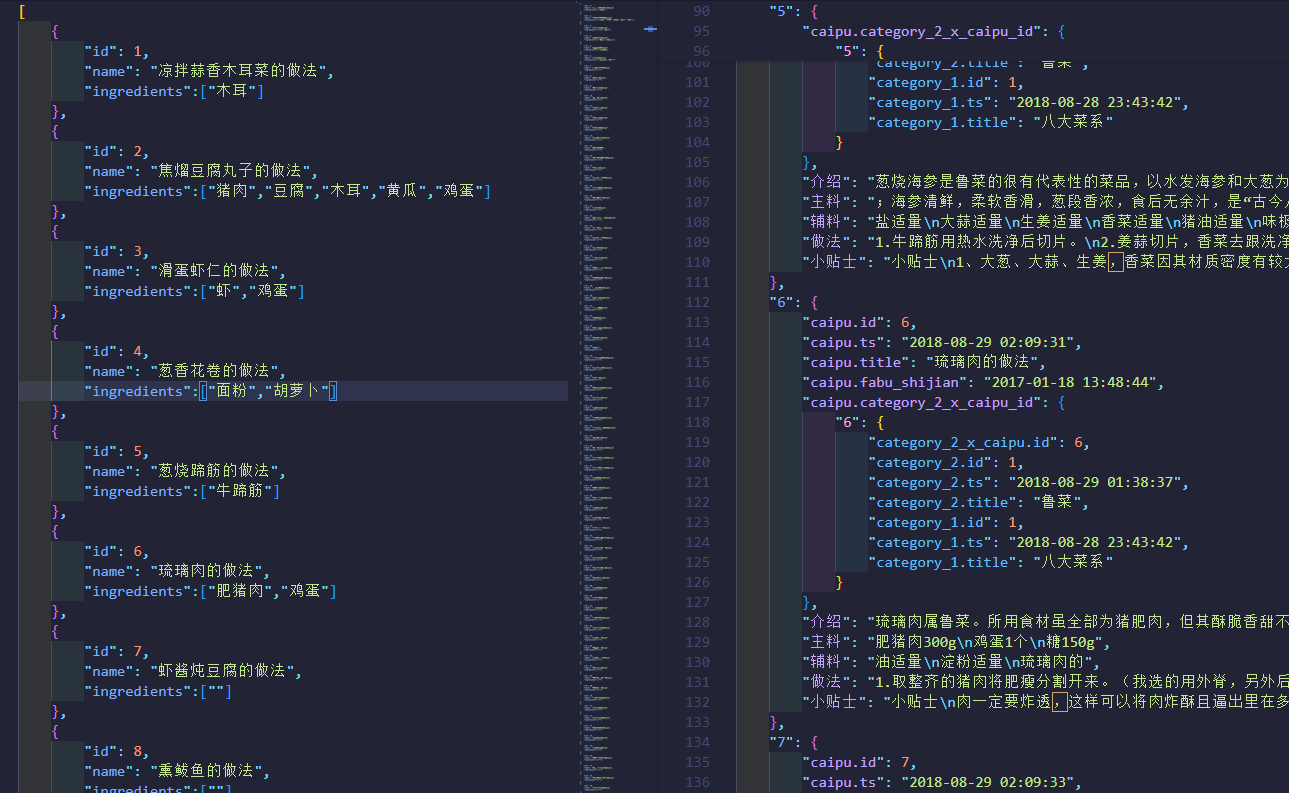 [
{
"id": 1,
"name": "凉拌蒜香木耳菜的做法",
"ingredients":["木耳"]
},
{
"id": 2,
"name": "焦熘豆腐丸子的做法",
"ingredients":["猪肉","豆腐","木耳","黄瓜","鸡蛋"]
},
{
"id": 3,
"name": "滑蛋虾仁的做法",
"ingredients":["虾","鸡蛋"]
},
{
"id": 4,
"name": "葱香花卷的做法",
"ingredients":["面粉","胡萝卜"]
},
{
"id": 5,
"name": "葱烧蹄筋的做法",
"ingredients":["牛蹄筋"]
},
{
"id": 6,
"name": "琉璃肉的做法",
"ingredients":["肥猪肉","鸡蛋"]
},
{
"id": 7,
"name": "虾酱炖豆腐的做法",
"ingredients":[""]
},
{
"id": 8,
"name": "熏鲅鱼的做法",
"ingredients":[""]
90 "5": {
95 "caipu.category_2_x_caipu_id": {
96 "5": {
100 "category_2.title": "鲁菜",
101 "category_1.id": 1,
102 "category_1.ts": "2018-08-28 23:43:42",
103 "category_1.title": "八大菜系"
104 }
105 },
106 "介绍": "葱烧海参是鲁菜的很有代表性的菜品，以水发海参和大葱为
107 "主料": "；海参清鲜，柔软香滑，葱段香浓，食后无余汁，是“古今
108 "辅料": "盐适量\n大蒜适量\n生姜适量\n香菜适量\n猪油适量\n味极
109 "做法": "1.牛蹄筋用热水洗净后切片。\n2.姜蒜切片，香菜去跟洗净
110 "小贴士": "小贴士\n1、大葱、大蒜、生姜，香菜因其材质密度有较
111 },
112 "6": {
113 "caipu.id": 6,
114 "caipu.ts": "2018-08-29 02:09:31",
115 "caipu.title": "琉璃肉的做法",
116 "caipu.fabu_shijian": "2017-01-18 13:48:44",
117 "caipu.category_2_x_caipu_id": {
118 "6": {
119 "category_2_x_caipu.id": 6,
120 "category_2.id": 1,
121 "category_2.ts": "2018-08-29 01:38:37",
122 "category_2.title": "鲁菜",
123 "category_1.id": 1,
124 "category_1.ts": "2018-08-28 23:43:42",
125 "category_1.title": "八大菜系"
126 }
127 },
128 "介绍": "琉璃肉属鲁菜。所用食材虽全部为猪肥肉，但其酥脆香甜不
129 "主料": "肥猪肉300g\n鸡蛋1个\n糖150g",
130 "辅料": "油适量\n淀粉适量\n琉璃肉的",
131 "做法": "1.取整齐的猪肉将肥瘦分割开来。（我选的用外脊，另外后
132 "小贴士": "小贴士\n肉一定要炸透，这样可以将肉炸酥且逼出里在多
133 },
134 "7": {
135 "caipu.id": 7,
136 "caipu.ts": "2018-08-29 02:09:33",